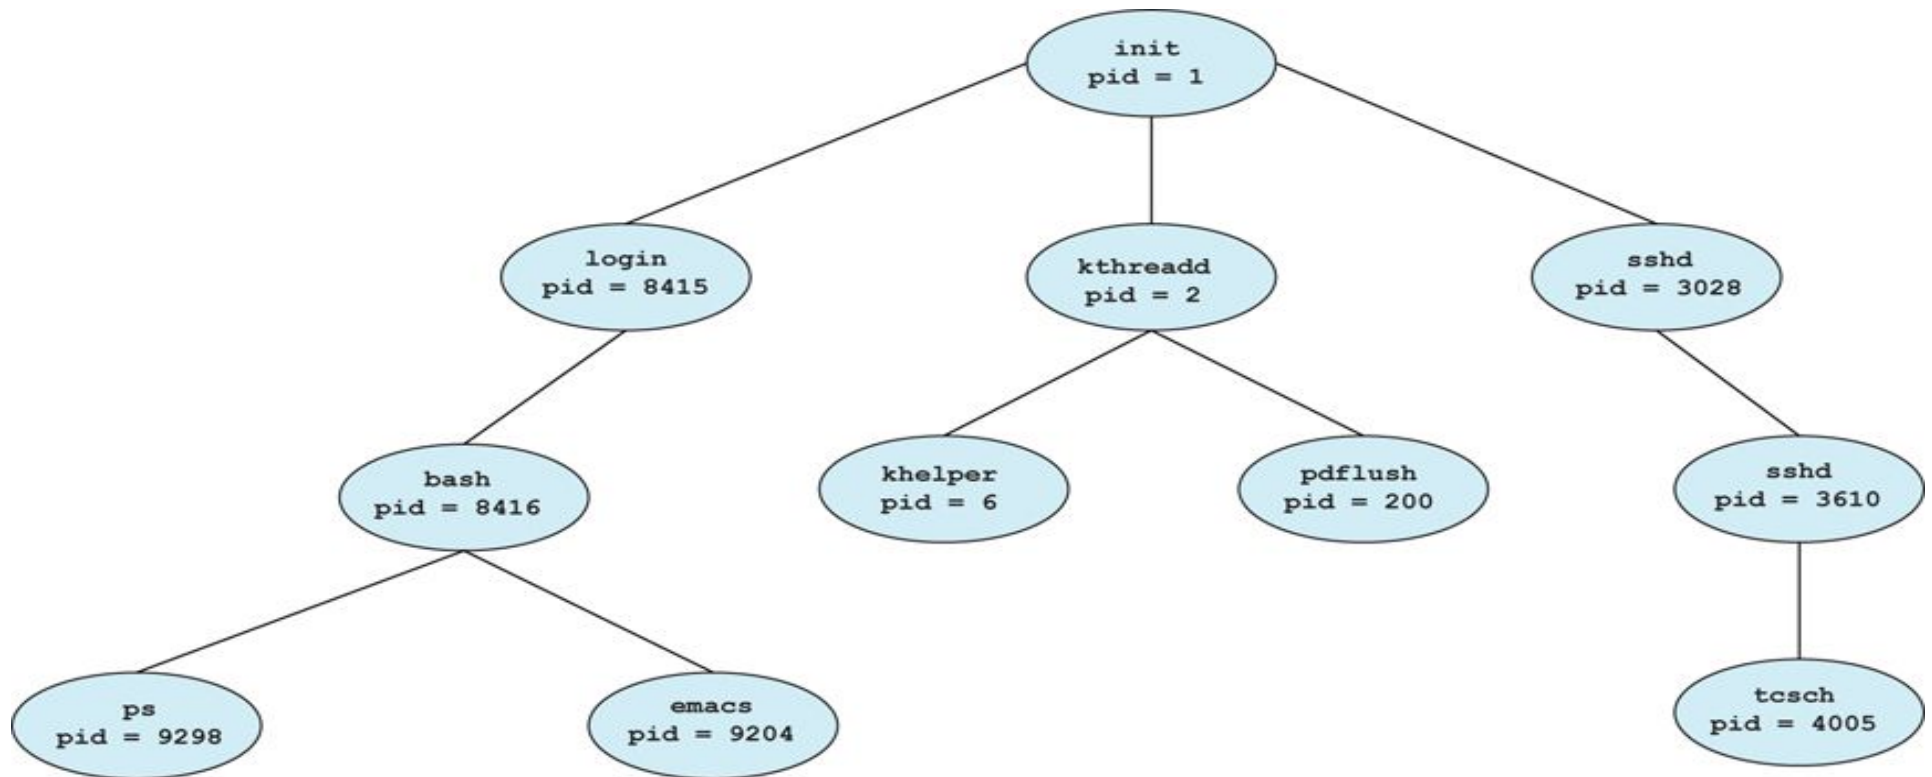 init
pid = 1
login
pid = 8415
kthreadd
pid = 2
sshd
pid = 3028
bash
pid = 8416
khelper
pid = 6
pdflush
pid = 200
sshd
pid = 3610
ps
pid = 9298
emacs
pid = 9204
tcsch
pid = 4005